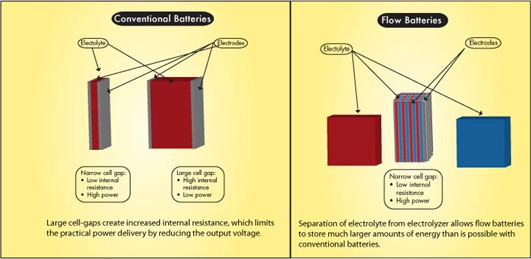 Conventional Batteries
Electrolyte
Electrodes
Narrow cell gap:
• Low internal
resistance
• High power
Large cell gap:
• High internal
resistance
• Low power
Large cell-gaps create increased internal resistance, which limits
the practical power delivery by reducing the output voltage.
Flow Batteries
Electrolyte
Electrodes
Narrow cell gap:
• Low internal
resistance
• High power
Separation of electrolyte from electrolyzer allows flow batteries
to store much larger amounts of energy than is possible with
conventional batteries.